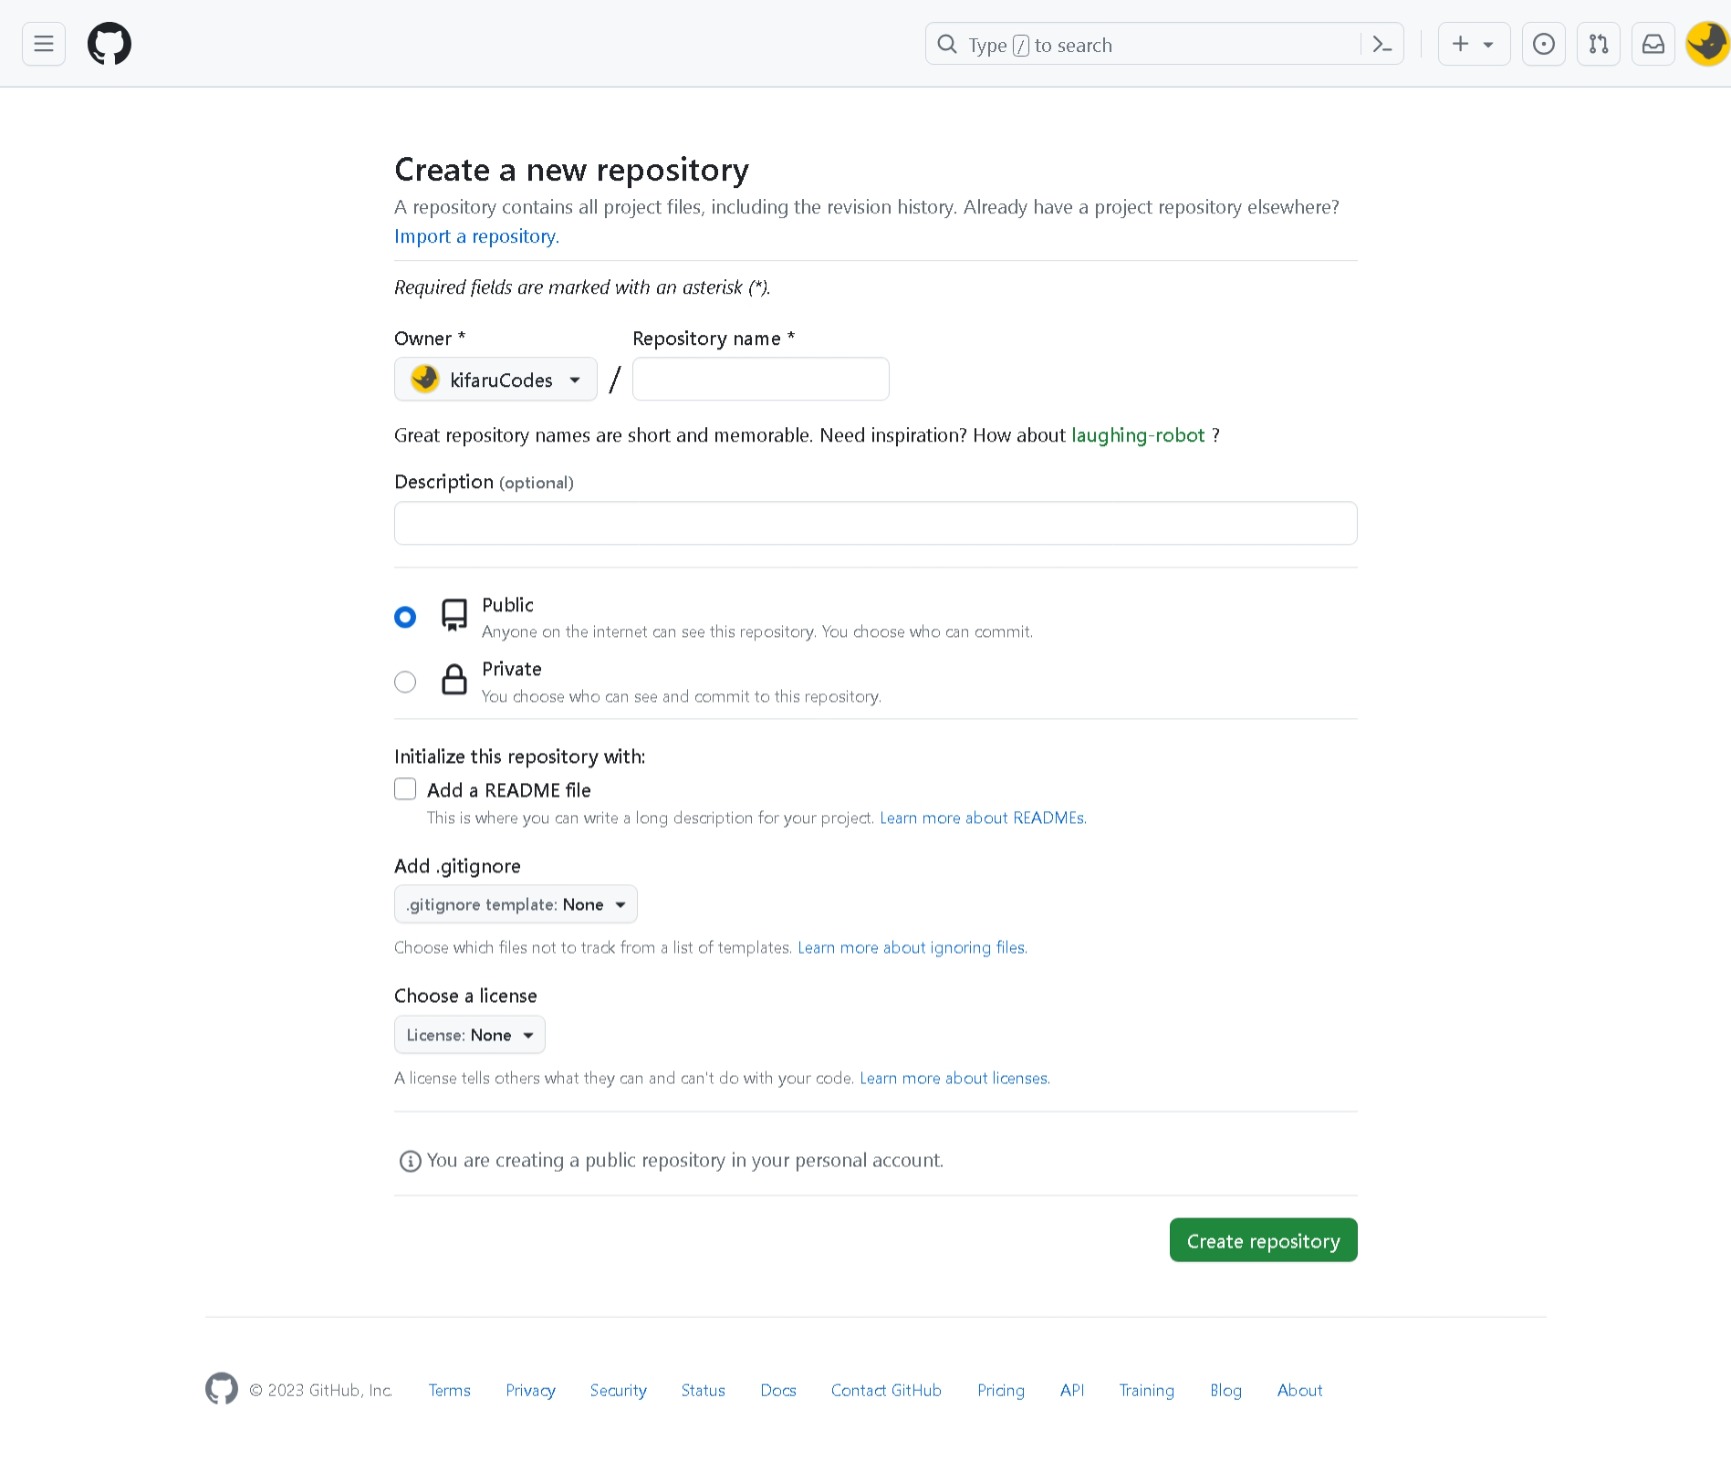 Type / to search
Create a new repository
A repository contains all project files, including the revision history. Already have a project repository elsewhere?
Import a repository.
Required fields are marked with an asterisk (*).
Owner * Repository name *
kifaruCodes /
Great repository names are short and memorable. Need inspiration? How about laughing-robot ?
Description (optional)
Public
Anyone on the internet can see this repository. You choose who can commit.
Private
You choose who can see and commit to this repository.
Initialize this repository with:
Add a README file
This is where you can write a long description for your project. Learn more about READMEs.
Add .gitignore
.gitignore template: None
Choose which files not to track from a list of templates. Learn more about ignoring files.
Choose a license
License: None
A license tells others what they can and can't do with your code. Learn more about licenses.
You are creating a public repository in your personal account.
Create repository
© 2023 GitHub, Inc. Terms Privacy Security Status Docs Contact GitHub Pricing API Training Blog About